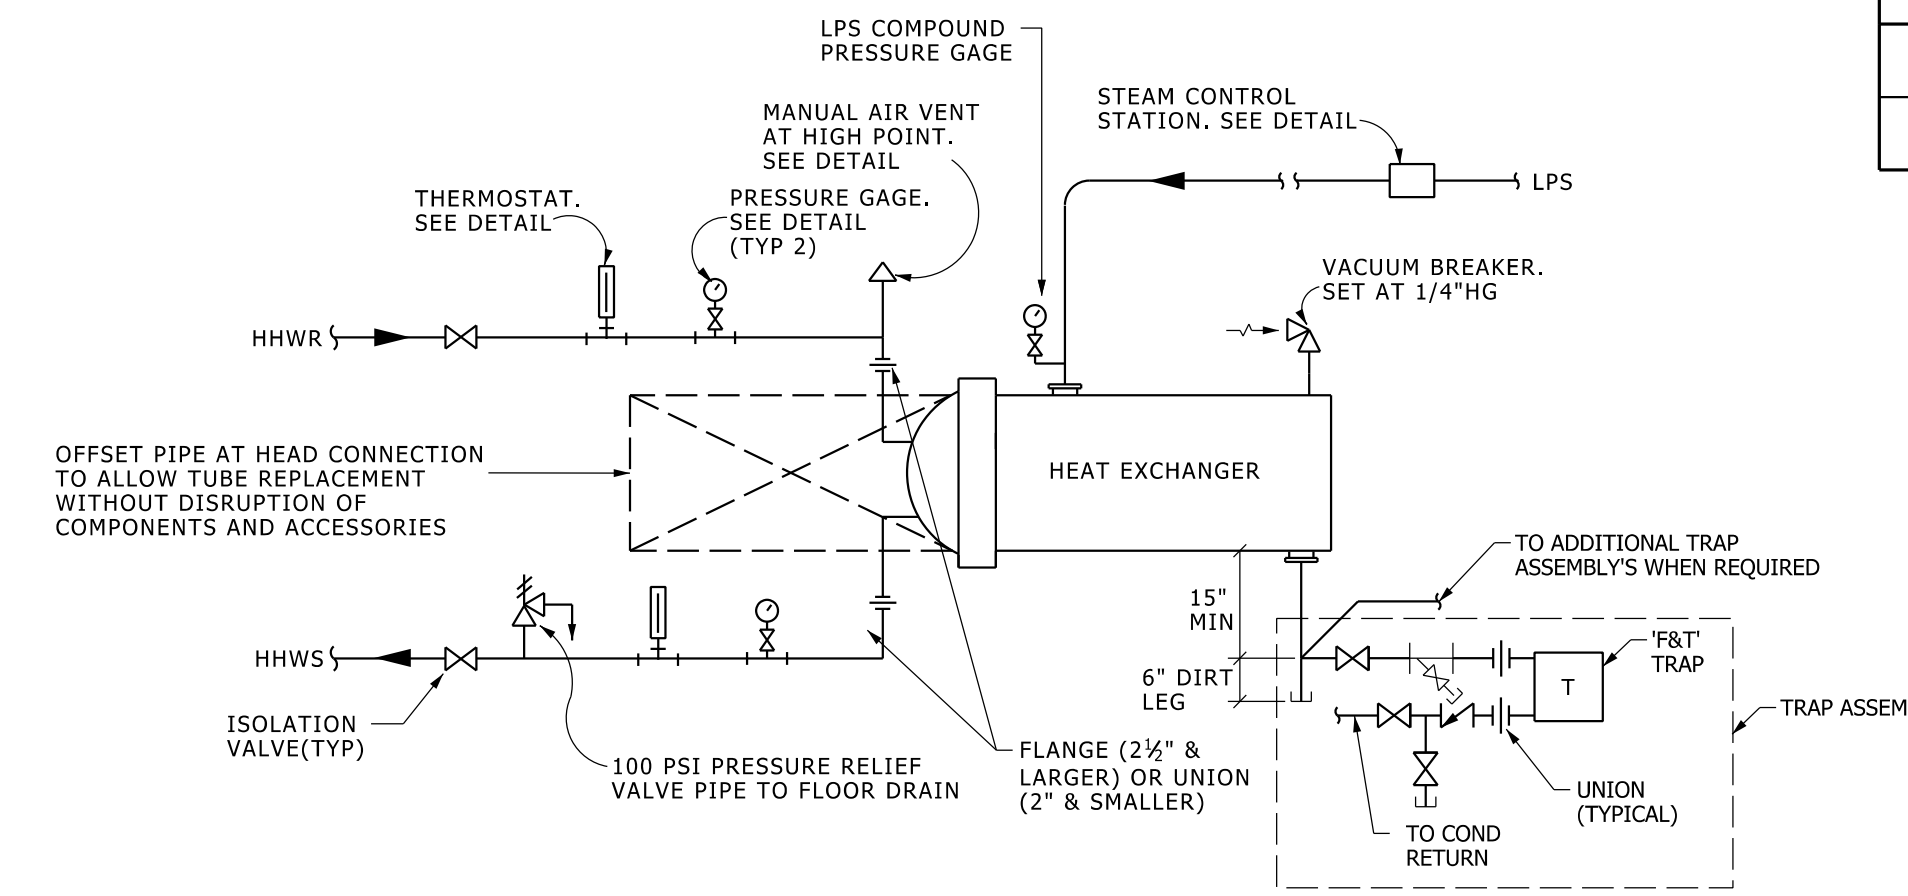 LPS COMPOUND
PRESSURE GAGE
STEAM CONTROL
STATION. SEE DETAIL
MANUAL AIR VENT
AT HIGH POINT.
SEE DETAIL
THERMOSTAT.
SEE DETAIL
PRESSURE GAGE.
SEE DETAIL
(TYP 2)
LPS
VACUUM BREAKER.
SET AT 1/4"HG
HHWR
OFFSET PIPE AT HEAD CONNECTION
TO ALLOW TUBE REPLACEMENT
WITHOUT DISRUPTION OF
COMPONENTS AND ACCESSORIES
HEAT EXCHANGER
TO ADDITIONAL TRAP
ASSEMBLY'S WHEN REQUIRED
15"
MIN
'F&T'
TRAP
HHWS
6" DIRT
LEG
T
TRAP ASSEM
ISOLATION
VALVE(TYP)
100 PSI PRESSURE RELIEF
VALVE PIPE TO FLOOR DRAIN
FLANGE (2½" &
LARGER) OR UNION
(2" & SMALLER)
UNION
(TYPICAL)
TO COND
RETURN